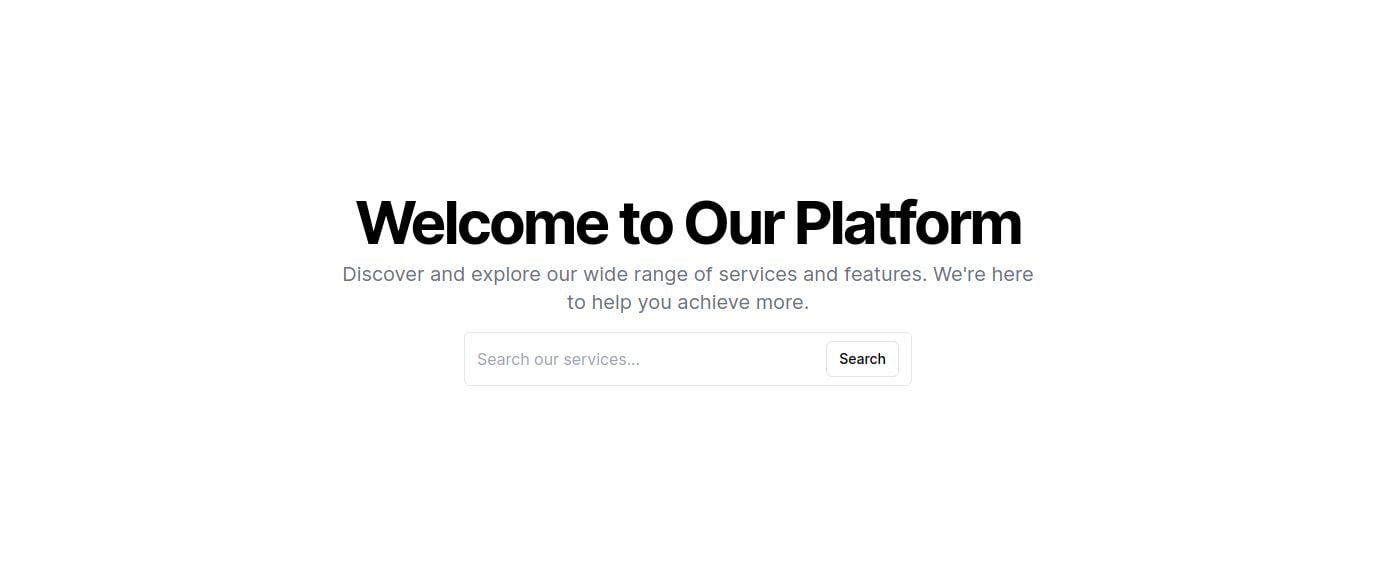 Welcome to Our Platform
Discover and explore our wide range of services and features. We're here
to help you achieve more.
Search our services...
Search